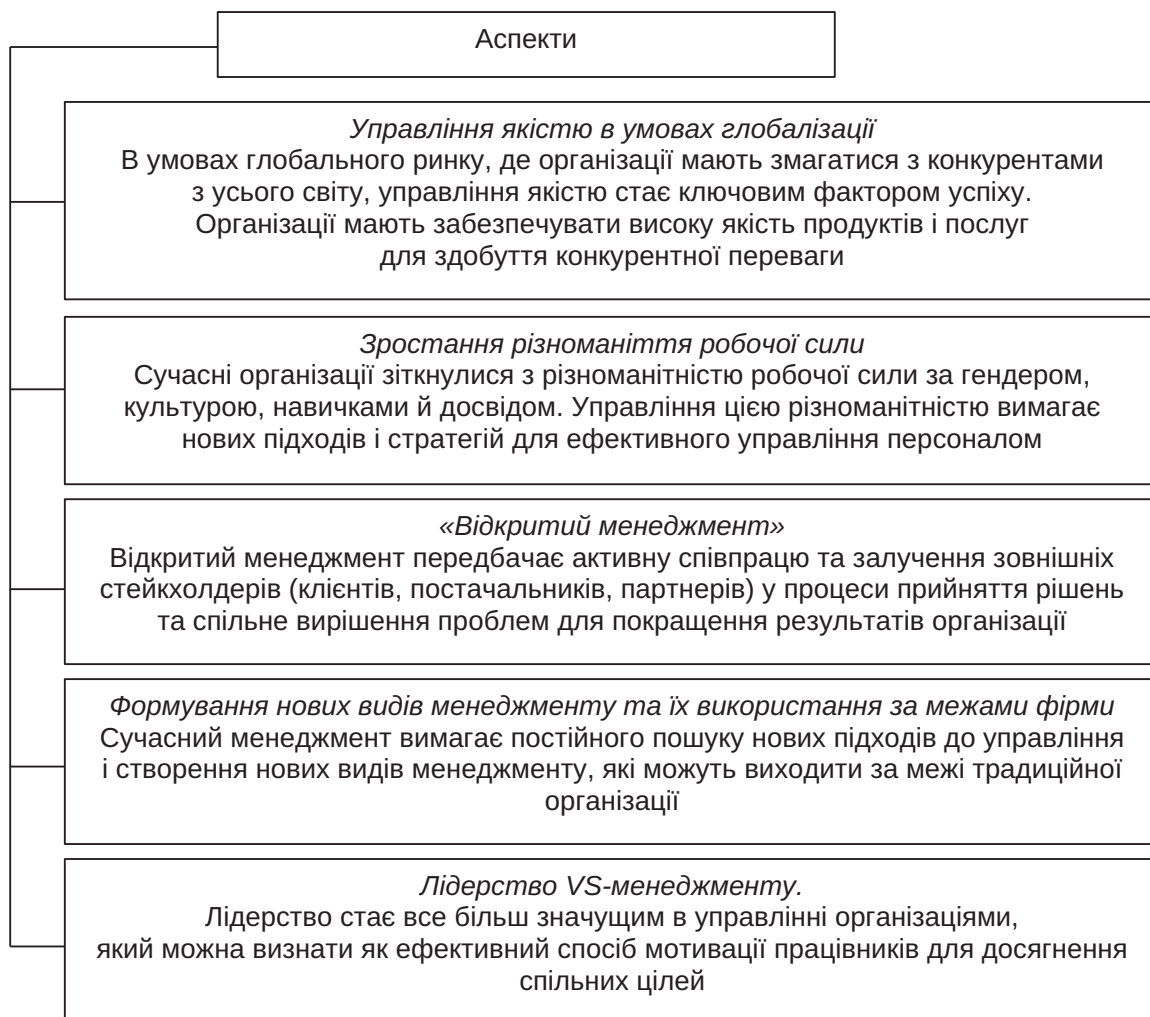 Аспекти
Управління якістю в умовах глобалізації
В умовах глобального ринку, де організації мають змагатися з конкурентами
з усього світу, управління якістю стає ключовим фактором успіху.
Організації мають забезпечувати високу якість продуктів і послуг
для здобуття конкурентної переваги
Зростання різноманіття робочої сили
Сучасні організації зіткнулися з різноманітністю робочої сили за гендером,
культурою, навичками й досвідом. Управління цією різноманітністю вимагає
нових підходів і стратегій для ефективного управління персоналом
«Відкритий менеджмент»
Відкритий менеджмент передбачає активну співпрацю та залучення зовнішніх
стейкхолдерів (клієнтів, постачальників, партнерів) у процеси прийняття рішень
та спільне вирішення проблем для покращення результатів організації
Формування нових видів менеджменту та їх використання за межами фірми
Сучасний менеджмент вимагає постійного пошуку нових підходів до управління
і створення нових видів менеджменту, які можуть виходити за межі традиційної
організації
Лідерство VS-менеджменту.
Лідерство стає все більш значущим в управлінні організаціями,
який можна визнати як ефективний спосіб мотивації працівників для досягнення
спільних цілей